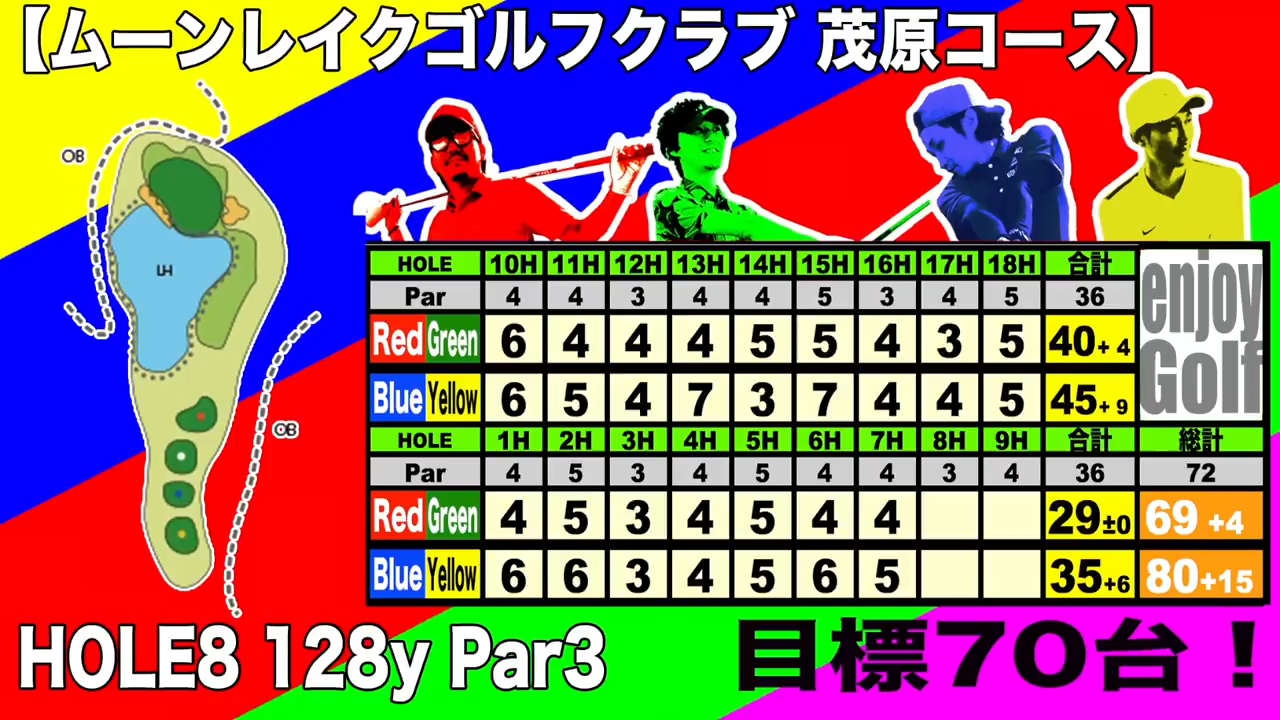 【ムーンレイクゴルフクラブ 茂原コース】
OB
LH
OB
HOLE 10H 11H 12H 13H 14H 15H 16H 17H 18H 合計
Par 4 4 3 4 4 5 3 4 5 36
Red Green 6 4 4 4 5 5 4 3 5 40+4
Blue Yellow 6 5 4 7 3 7 4 4 5 45+9
enjoy
Golf
HOLE 1H 2H 3H 4H 5H 6H 7H 8H 9H 合計 総計
Par 4 5 3 4 5 4 4 3 4 36 72
Red Green 4 5 3 4 5 4 4 29±0 69 +4
Blue Yellow 6 6 3 4 5 6 5 35+6 80+15
HOLE8 128y Par3
目標70台！